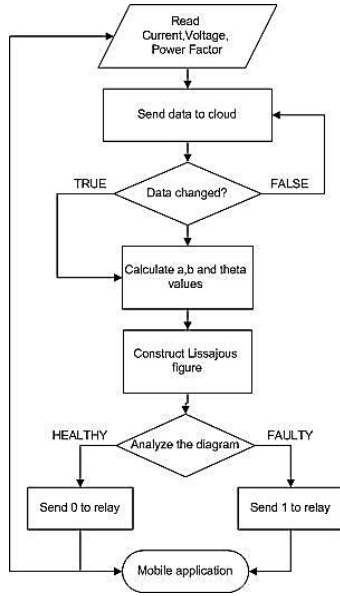 Read
Current,Voltage,
Power Factor
Send data to cloud
TRUE
Data changed?
FALSE
Calculate a,b and theta
values
Construct Lissajous
figure
HEALTHY
Analyze the diagram
FAULTY
Send 0 to relay
Send 1 to relay
Mobile application